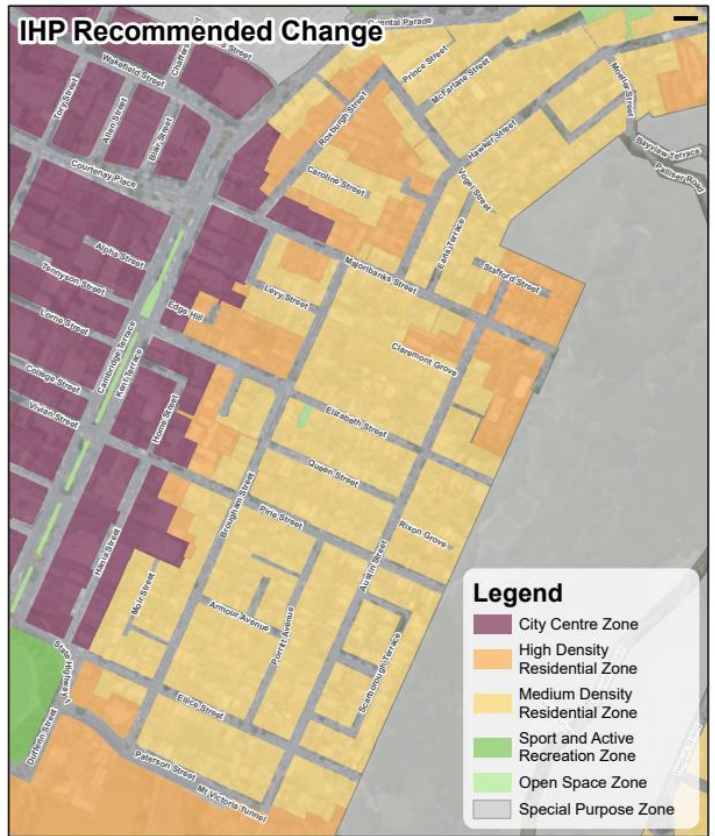 IHP Recommended Change
Oriental Parade
Wakefield Street
Tory Street
Allen Street
Blair Street
Courtenay Place
Roxburgh Street
Prince Street
McFarlane Street
Hawker Street
Moeller Street
Bayview Terrace
Palliser Road
Caroline Street
Vogel Street
Earls Terrace
Stafford Street
Majoribanks Street
Alpha Street
Tennyson Street
Lorne Street
College Street
Vivian Street
Cambridge Terrace
Kent Terrace
Edge Hill
Levy Street
Claremont Grove
Home Street
Elizabeth Street
Queen Street
Brougham Street
Pirie Street
Austin Street
Rixon Grove
Hania Street
Moir Street
Armour Avenue
Porritt Avenue
Scarborough Terrace
State Highway 1
Ellice Street
Dufferin Street
Paterson Street
Mt Victoria Tunnel
Legend
City Centre Zone
High Density
Residential Zone
Medium Density
Residential Zone
Sport and Active
Recreation Zone
Open Space Zone
Special Purpose Zone